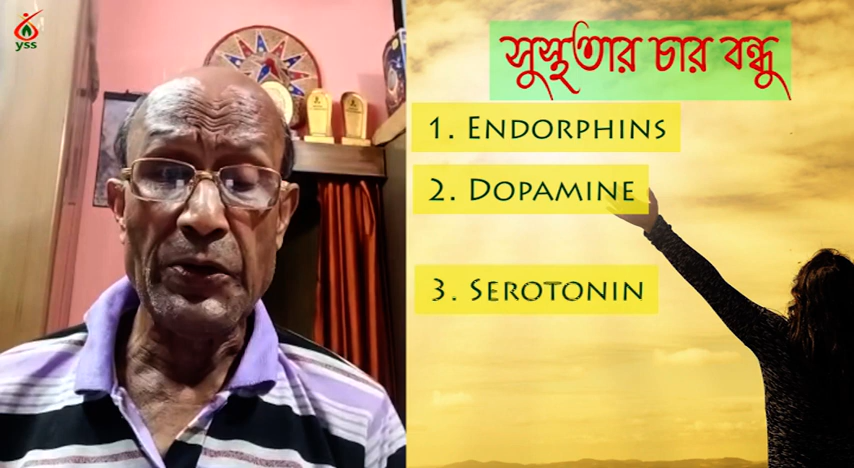 yss
সুস্থতার চার বন্ধু
1. ENDORPHINS
2. DOPAMINE
3. SEROTONIN